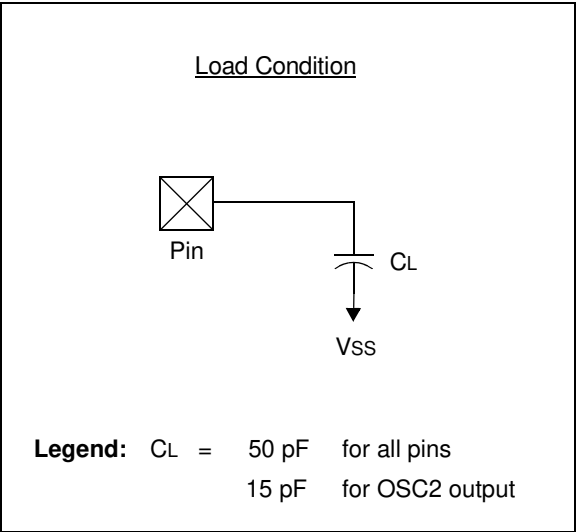 Load Condition
Pin
CL
VSS
Legend: CL = 50 pF for all pins
15 pF for OSC2 output